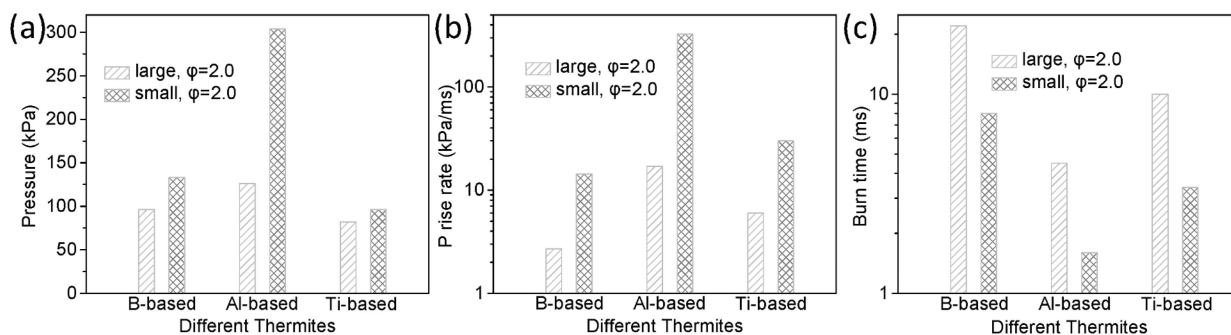 (a)
300
250
200
150
100
50
0
Pressure (kPa)
large, φ=2.0
small, φ=2.0
B-based Al-based Ti-based
Different Thermites
(b)
100
10
1
P rise rate (kPa/ms)
large, φ=2.0
small, φ=2.0
B-based Al-based Ti-based
Different Thermites
(c)
10
1
Burn time (ms)
large, φ=2.0
small, φ=2.0
B-based Al-based Ti-based
Different Thermites